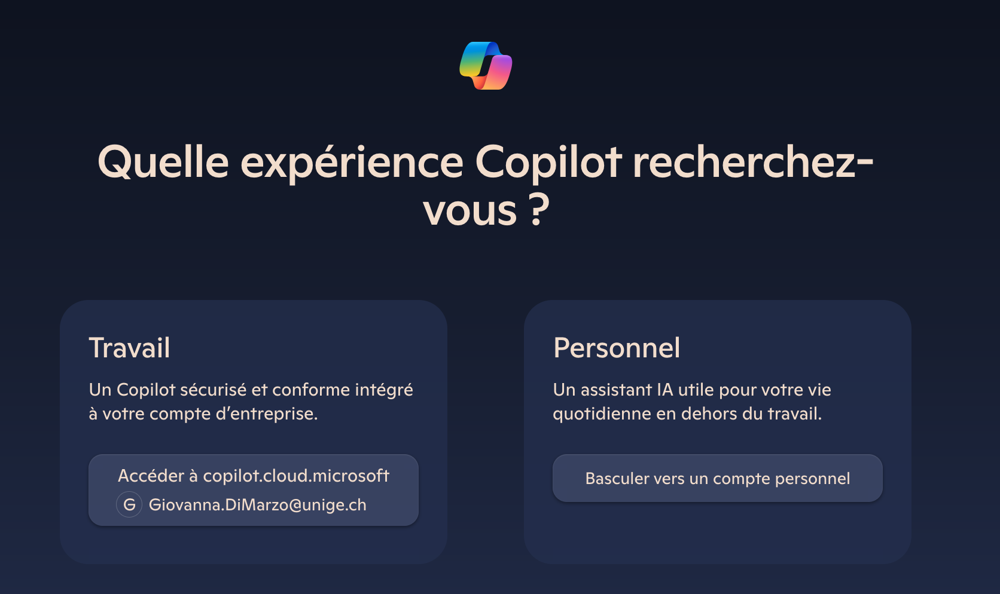 Quelle expérience Copilot recherchez-
vous ?
Travail
Un Copilot sécurisé et conforme intégré
à votre compte d’entreprise.
Accéder à copilot.cloud.microsoft
G Giovanna.DiMarzo@unige.ch
Personnel
Un assistant IA utile pour votre vie
quotidienne en dehors du travail.
Basculer vers un compte personnel